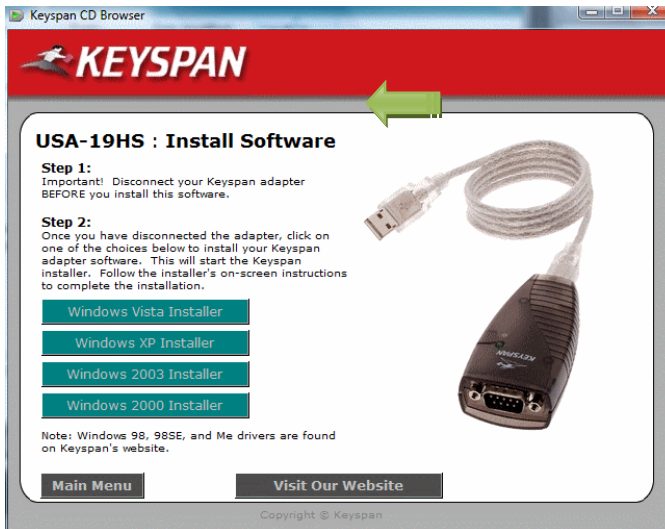 Keyspan CD Browser
KEYSPAN
USA-19HS : Install Software
Step 1:
Important! Disconnect your Keyspan adapter
BEFORE you install this software.
Step 2:
Once you have disconnected the adapter, click on
one of the choices below to install your Keyspan
adapter software. This will start the Keyspan
installer. Follow the installer's on-screen instructions
to complete the installation.
Windows Vista Installer
Windows XP Installer
Windows 2003 Installer
Windows 2000 Installer
KEYSPAN
Note: Windows 98, 98SE, and Me drivers are found
on Keyspan's website.
Main Menu
Visit Our Website
Copyright © Keyspan